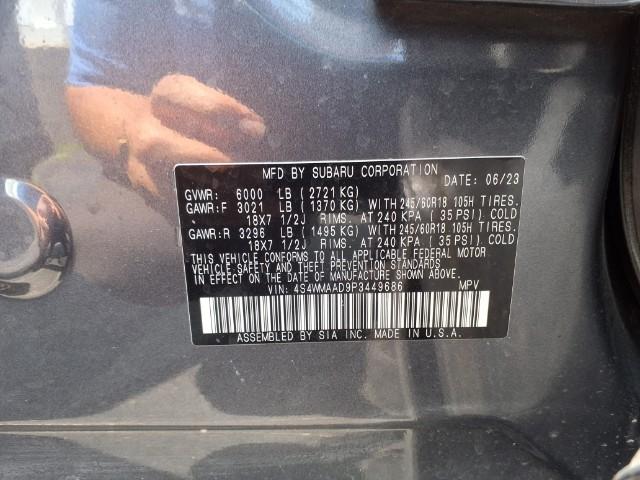 MFD BY SUBARU CORPORATION DATE: 06/23
GVWR: 6000 LB ( 2721 KG)
GAWR:F 3021 LB ( 1370 KG) WITH 245/60R18 105H TIRES.
18X7 1/2J RIMS. AT 240 KPA ( 35 PSI) COLD
GAWR:R 3296 LB ( 1495 KG) WITH 245/60R18 105H TIRES.
18X7 1/2J RIMS. AT 240 KPA ( 35 PSI) COLD
THIS VEHICLE CONFORMS TO ALL APPLICABLE FEDERAL MOTOR
VEHICLE SAFETY, BUMPER, AND THEFT PREVENTION STANDARDS
IN EFFECT ON THE DATE OF MANUFACTURE SHOWN ABOVE.
VIN: 4S4WMAAD9P3449686 MPV
ASSEMBLED BY SIA INC. MADE IN U.S.A.